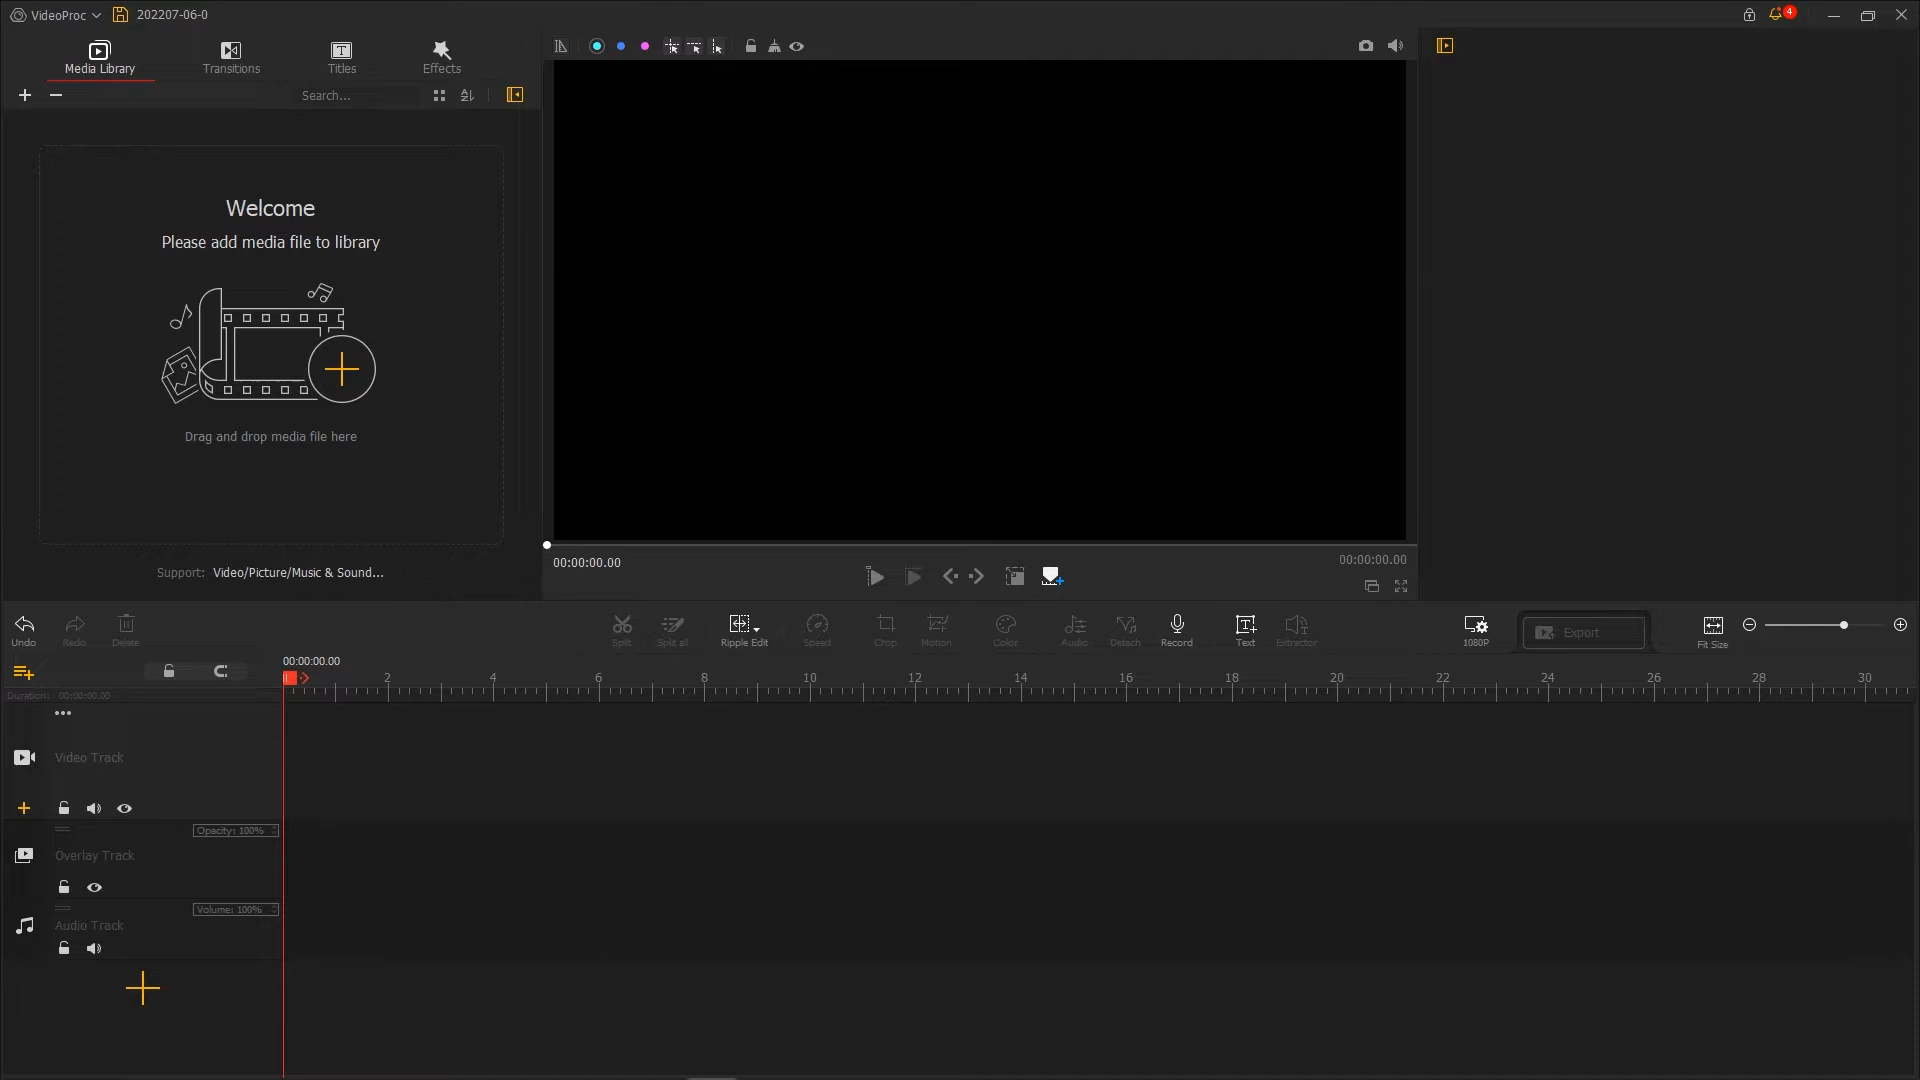 VideoProc
202207-06-0
4
Media Library
Transitions
Titles
Effects
Search...
Welcome
Please add media file to library
Drag and drop media file here
Support: Video/Picture/Music & Sound...
00:00:00.00
00:00:00.00
Undo
Redo
Delete
Split
Split all
Ripple Edit
Speed
Crop
Motion
Color
Audio
Detach
Record
Text
Extractor
1080P
Export
Fit Size
00:00:00.00
2 4 6 8 10 12 14 16 18 20 22 24 26 28 30
Duration: 00:00:00.00
Video Track
Opacity: 100%
Overlay Track
Volume: 100%
Audio Track